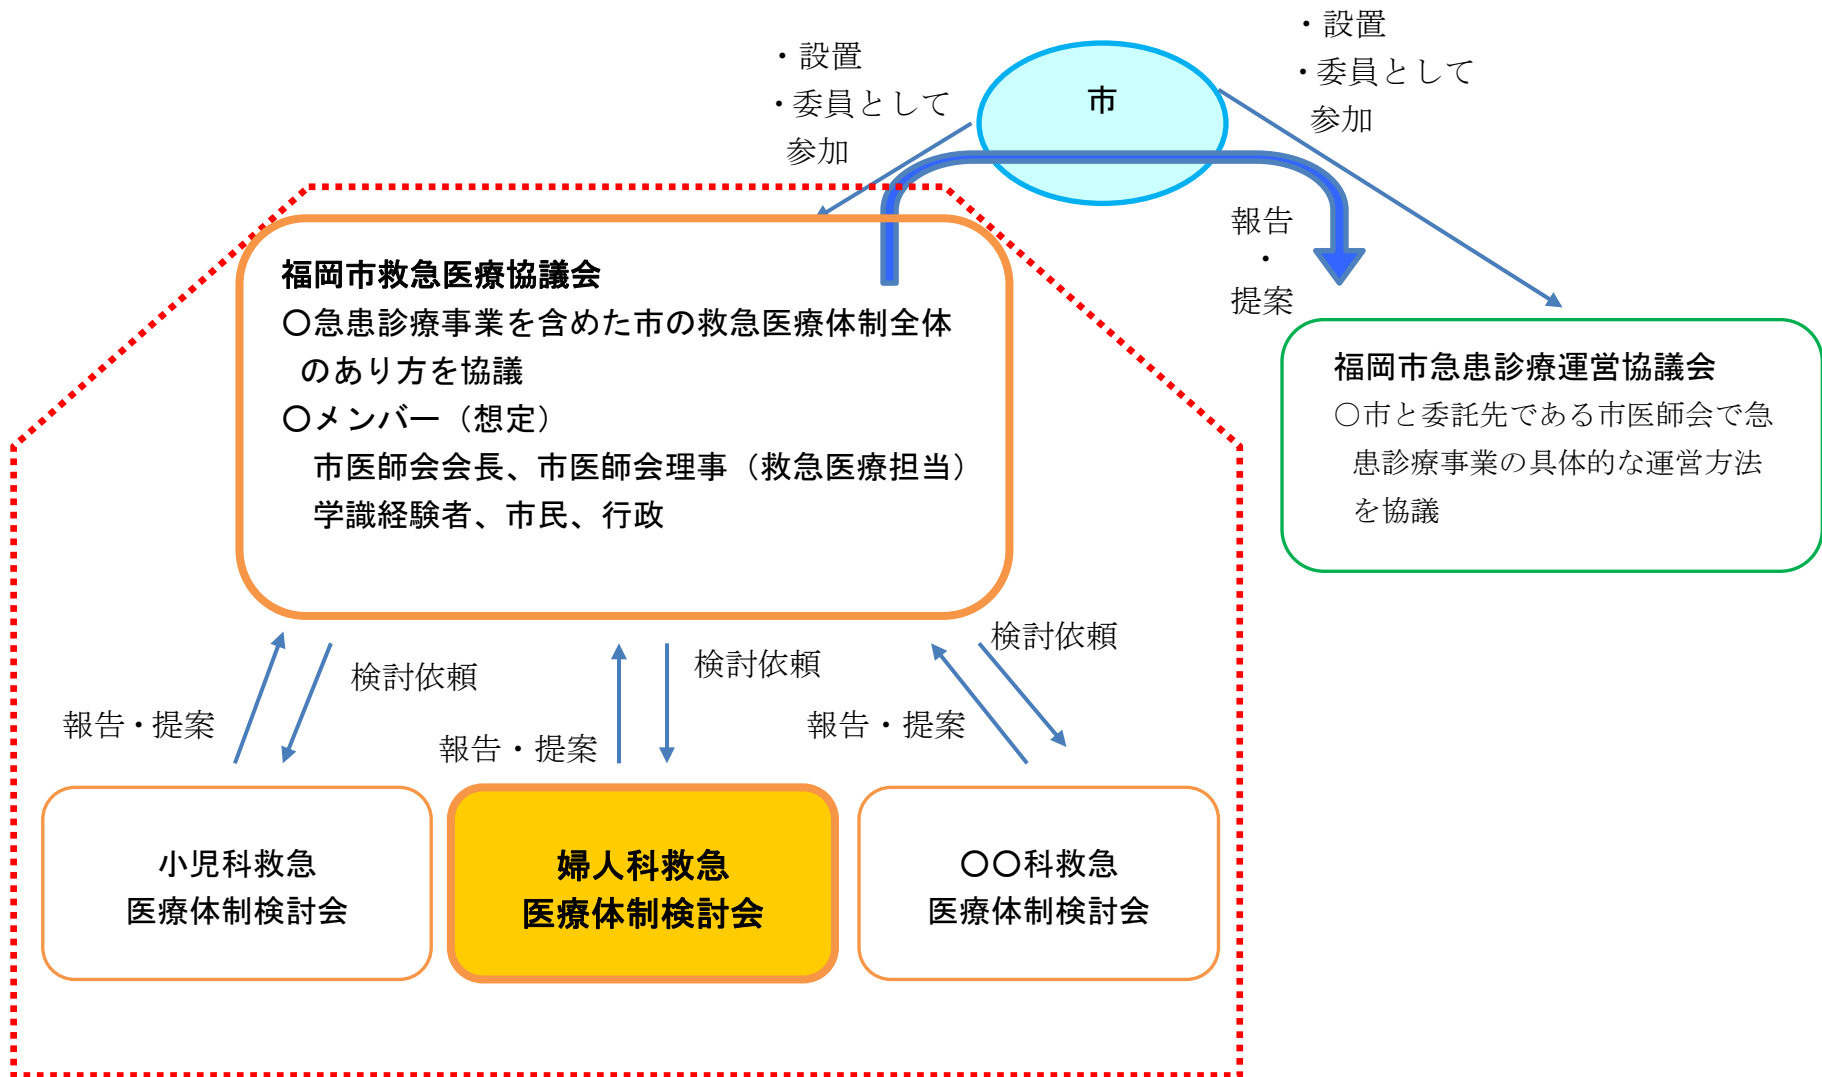 ・設置
・委員として
参加
市
・設置
・委員として
参加
報告
・
提案
福岡市救急医療協議会
〇急患診療事業を含めた市の救急医療体制全体
のあり方を協議
〇メンバー（想定）
市医師会会長、市医師会理事（救急医療担当）
学識経験者、市民、行政
福岡市急患診療運営協議会
〇市と委託先である市医師会で急
患診療事業の具体的な運営方法
を協議
報告・提案
検討依頼
報告・提案
検討依頼
報告・提案
検討依頼
小児科救急
医療体制検討会
婦人科救急
医療体制検討会
〇〇科救急
医療体制検討会